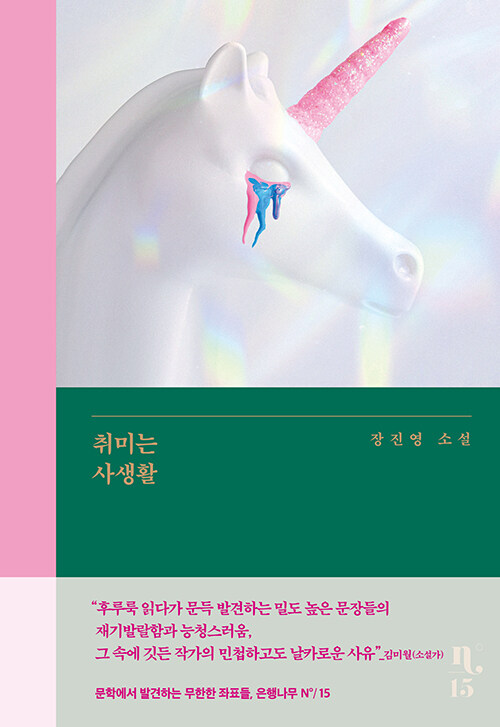 취미는
사생활
장진영 소설
“후루룩 읽다가 문득 발견하는 밀도 높은 문장들의
재기발랄함과 능청스러움,
그 속에 깃든 작가의 민첩하고도 날카로운 사유”_김미월(소설가)
문학에서 발견하는 무한한 좌표들, 은행나무 N°/ 15
n°
15